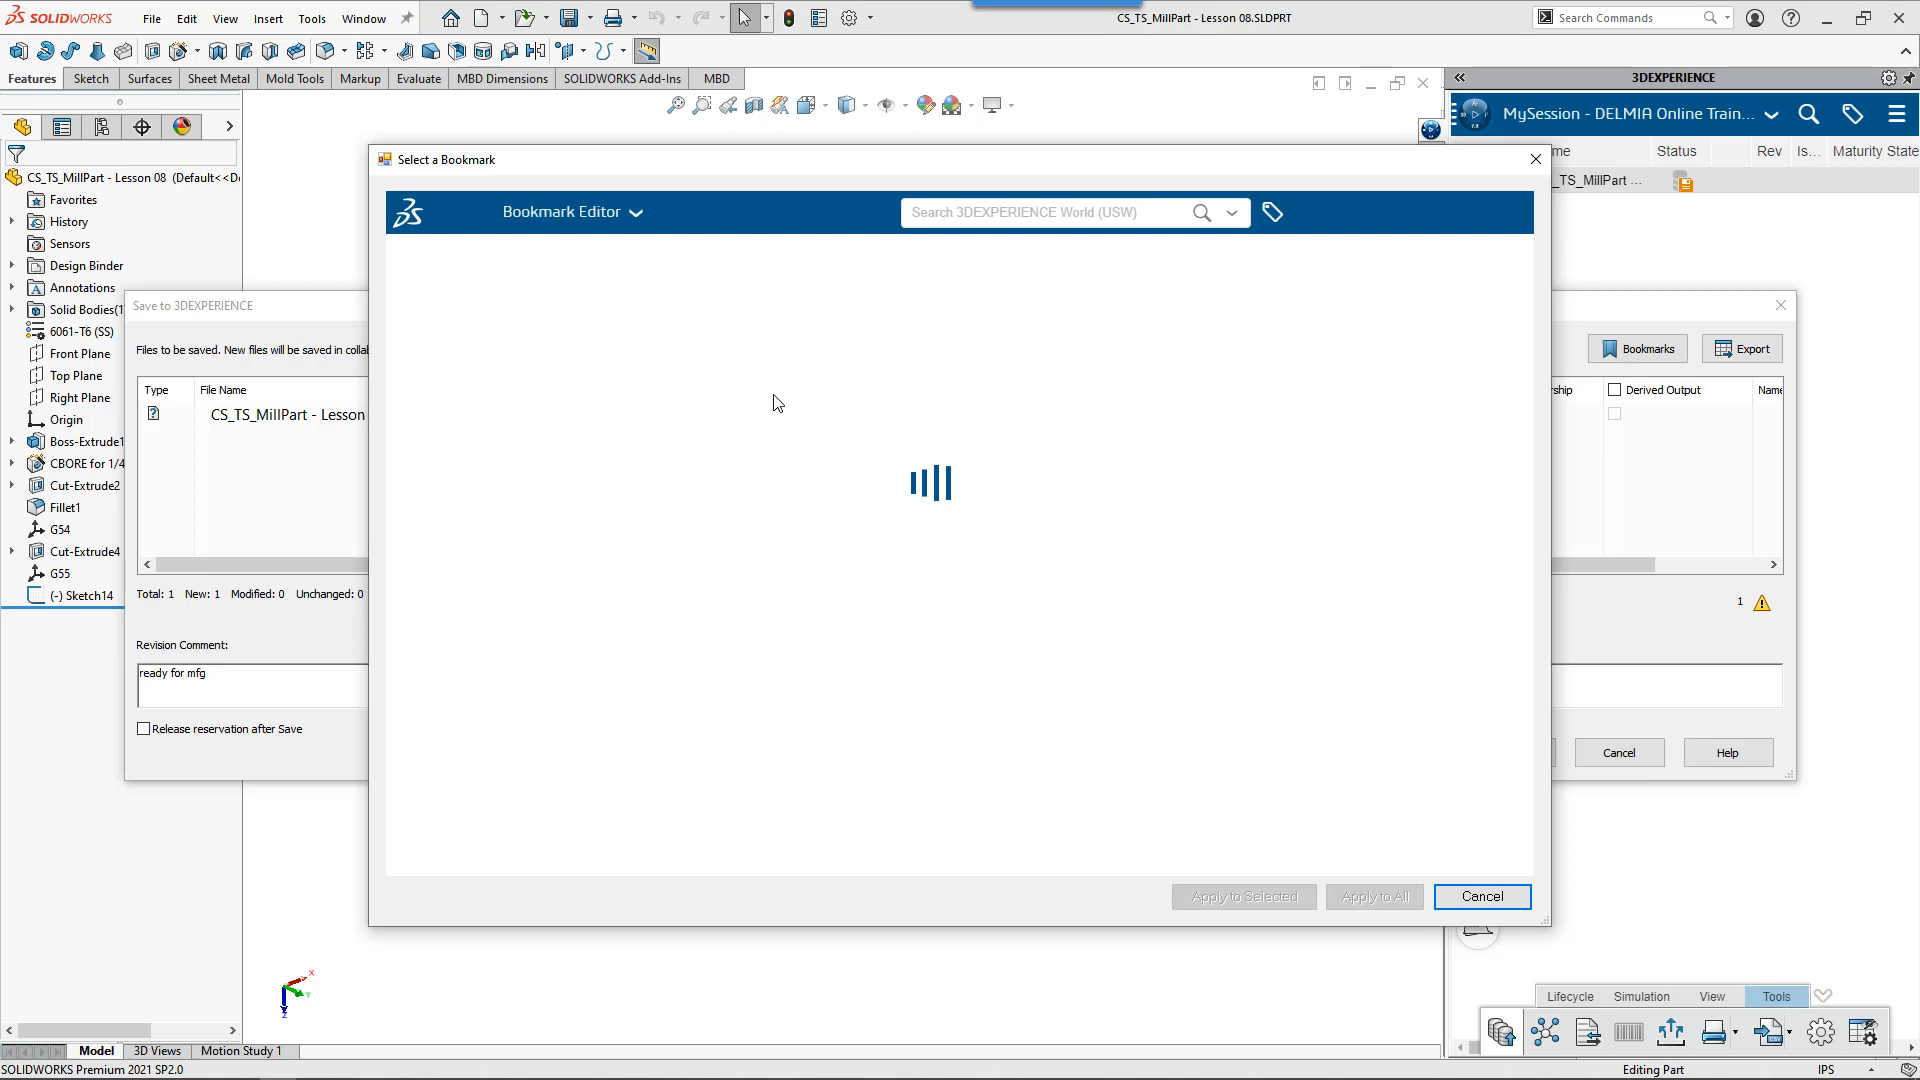 SOLIDWORKS
File Edit View Insert Tools Window
CS_TS_MillPart - Lesson 08.SLDPRT
Search Commands
Features Sketch Surfaces Sheet Metal Mold Tools Markup Evaluate MBD Dimensions SOLIDWORKS Add-Ins MBD
3DEXPERIENCE
MySession - DELMIA Online Train...
me Status Rev Is... Maturity State
_TS_MillPart ...
CS_TS_MillPart - Lesson 08 (Default<<De
Favorites
History
Sensors
Design Binder
Annotations
Solid Bodies(1
6061-T6 (SS)
Front Plane
Top Plane
Right Plane
Origin
Boss-Extrude1
CBORE for 1/4
Cut-Extrude2
Fillet1
G54
Cut-Extrude4
G55
(-) Sketch14
Save to 3DEXPERIENCE
Files to be saved. New files will be saved in collab
Type File Name
CS_TS_MillPart - Lesson
Total: 1 New: 1 Modified: 0 Unchanged: 0
Revision Comment:
ready for mfg
Release reservation after Save
Select a Bookmark
Bookmark Editor
Search 3DEXPERIENCE World (USW)
Apply to Selected Apply to All Cancel
Bookmarks Export
rship Derived Output Name
1
Cancel Help
X
Y
Z
Lifecycle Simulation View Tools
Model 3D Views Motion Study 1
SOLIDWORKS Premium 2021 SP2.0
Editing Part IPS